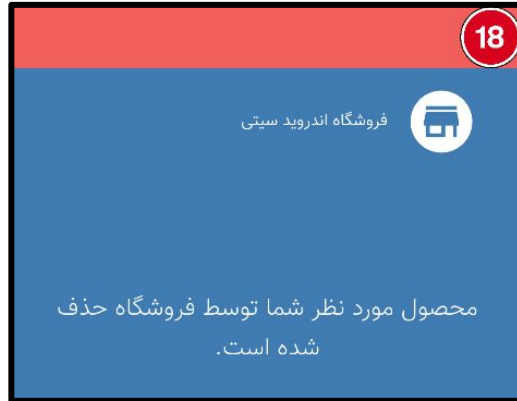 18
فروشگاه اندروید سیتی
محصول مورد نظر شما توسط فروشگاه حذف
شده است.